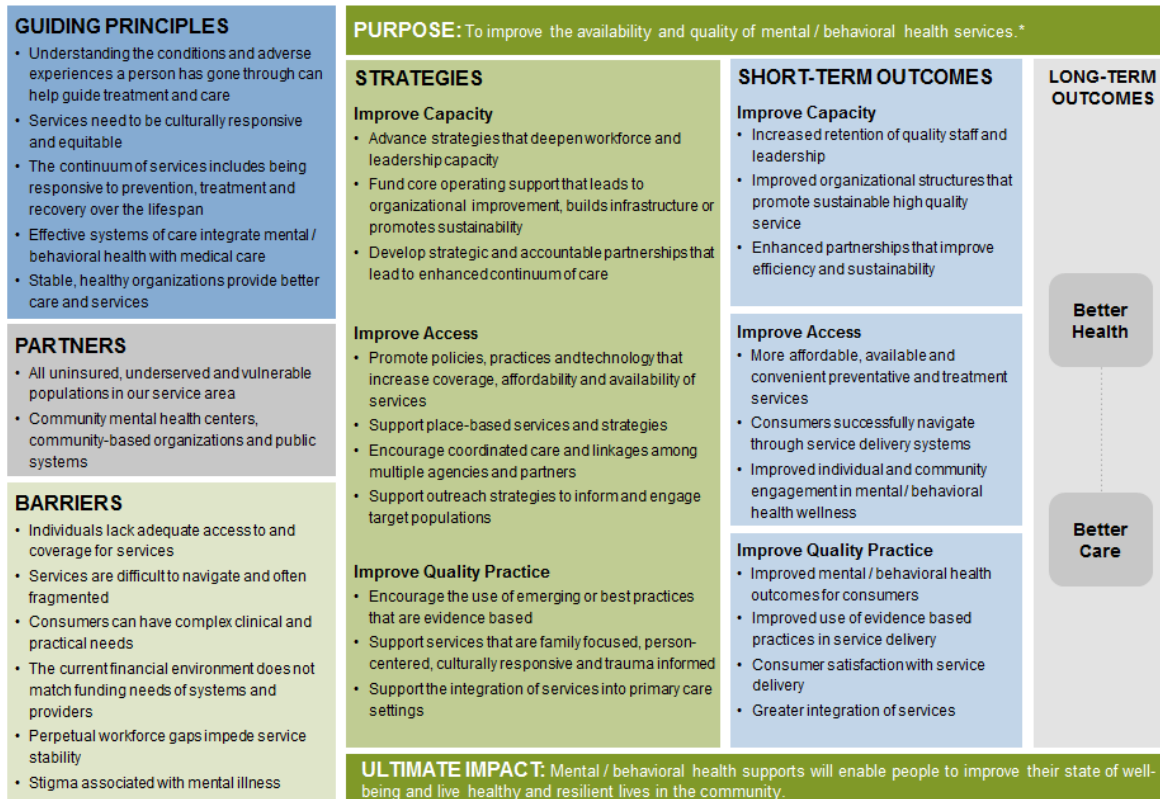 GUIDING PRINCIPLES
• Understanding the conditions and adverse
experiences a person has gone through can
help guide treatment and care
• Services need to be culturally responsive
and equitable
• The continuum of services includes being
responsive to prevention, treatment and
recovery over the lifespan
• Effective systems of care integrate mental /
behavioral health with medical care
• Stable, healthy organizations provide better
care and services
PARTNERS
• All uninsured, underserved and vulnerable
populations in our service area
• Community mental health centers,
community-based organizations and public
systems
BARRIERS
• Individuals lack adequate access to and
coverage for services
• Services are difficult to navigate and often
fragmented
• Consumers can have complex clinical and
practical needs
• The current financial environment does not
match funding needs of systems and
providers
• Perpetual workforce gaps impede service
stability
• Stigma associated with mental illness
PURPOSE: To improve the availability and quality of mental / behavioral health services.*
STRATEGIES
Improve Capacity
• Advance strategies that deepen workforce and
leadership capacity
• Fund core operating support that leads to
organizational improvement, builds infrastructure or
promotes sustainability
• Develop strategic and accountable partnerships that
lead to enhanced continuum of care
Improve Access
• Promote policies, practices and technology that
increase coverage, affordability and availability of
services
• Support place-based services and strategies
• Encourage coordinated care and linkages among
multiple agencies and partners
• Support outreach strategies to inform and engage
target populations
Improve Quality Practice
• Encourage the use of emerging or best practices
that are evidence based
• Support services that are family focused, person-
centered, culturally responsive and trauma informed
• Support the integration of services into primary care
settings
SHORT-TERM OUTCOMES
Improve Capacity
• Increased retention of quality staff and
leadership
• Improved organizational structures that
promote sustainable high quality
service
• Enhanced partnerships that improve
efficiency and sustainability
Improve Access
• More affordable, available and
convenient preventative and treatment
services
• Consumers successfully navigate
through service delivery systems
• Improved individual and community
engagement in mental / behavioral
health wellness
Improve Quality Practice
• Improved mental / behavioral health
outcomes for consumers
• Improved use of evidence based
practices in service delivery
• Consumer satisfaction with service
delivery
• Greater integration of services
LONG-TERM
OUTCOMES
Better
Health
Better
Care
ULTIMATE IMPACT: Mental / behavioral health supports will enable people to improve their state of well-
being and live healthy and resilient lives in the community.